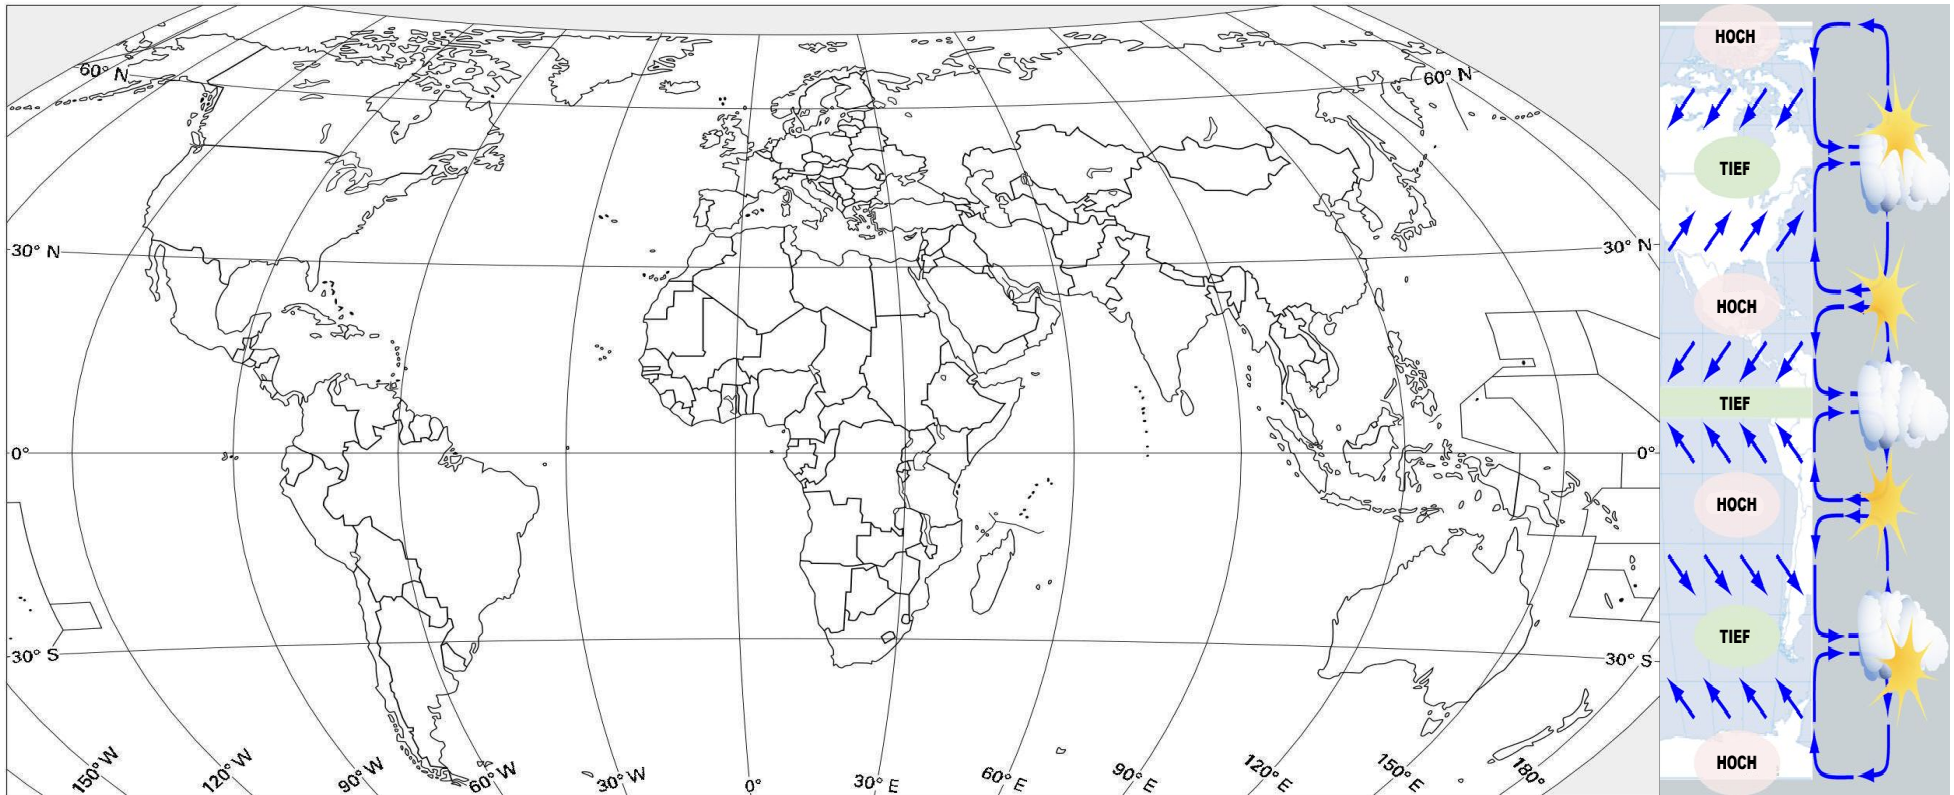 60° N
60° N
30° N
30° N
0°
0°
30° S
30° S
150° W
120° W
90° W
60° W
30° W
0°
30° E
60° E
90° E
120° E
150° E
180°
HOCH
TIEF
HOCH
TIEF
HOCH
TIEF
HOCH